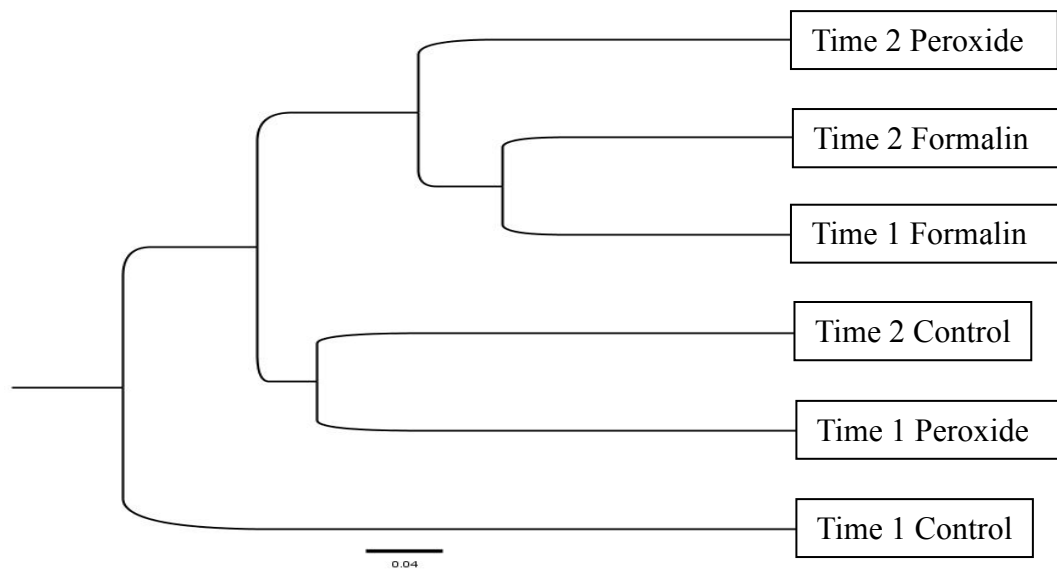 Time 2 Peroxide
Time 2 Formalin
Time 1 Formalin
Time 2 Control
Time 1 Peroxide
Time 1 Control
0.04